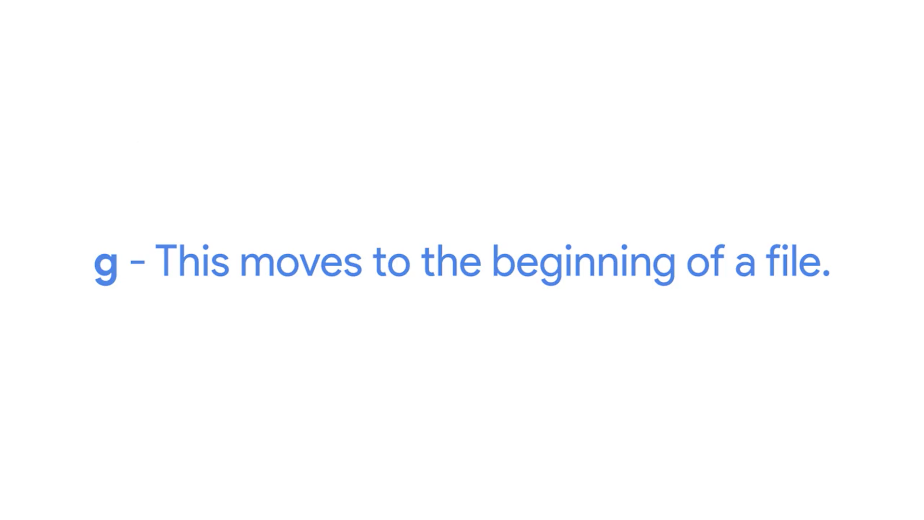 g - This moves to the beginning of a file.